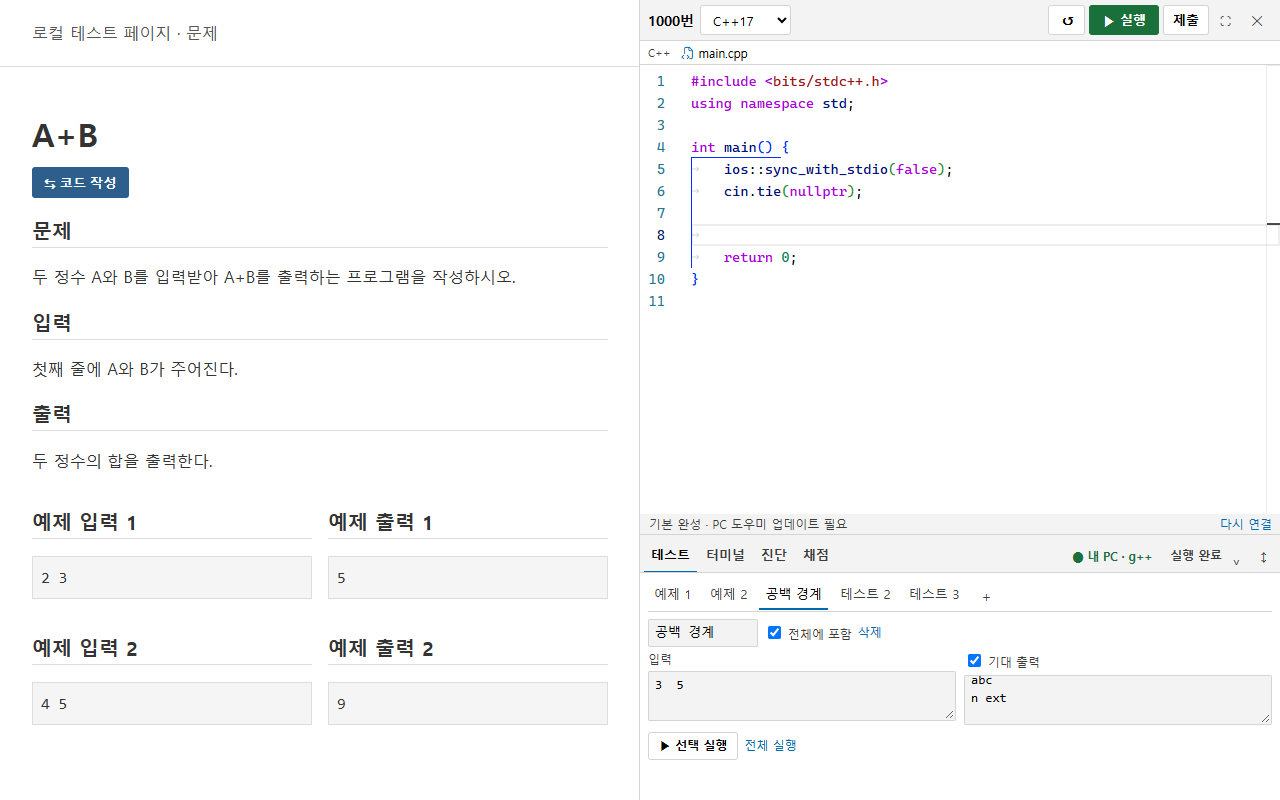 로컬 테스트 페이지 · 문제
A+B
⇆ 코드 작성
문제
두 정수 A와 B를 입력받아 A+B를 출력하는 프로그램을 작성하시오.
입력
첫째 줄에 A와 B가 주어진다.
출력
두 정수의 합을 출력한다.
예제 입력 1
예제 출력 1
2 3
5
예제 입력 2
예제 출력 2
4 5
9
1000번 C++17 ↺ ▶ 실행 제출
C++ main.cpp
1 #include <bits/stdc++.h>
2 using namespace std;
3
4 int main() {
5 ios::sync_with_stdio(false);
6 cin.tie(nullptr);
7
8
9 return 0;
10 }
11
기본 완성 · PC 도우미 업데이트 필요 다시 연결
테스트 터미널 진단 채점 ● 내 PC · g++ 실행 완료
예제 1 예제 2 공백 경계 테스트 2 테스트 3 +
공백 경계 전체에 포함 삭제
입력
기대 출력
3  5
abc
n ext
▶ 선택 실행 전체 실행